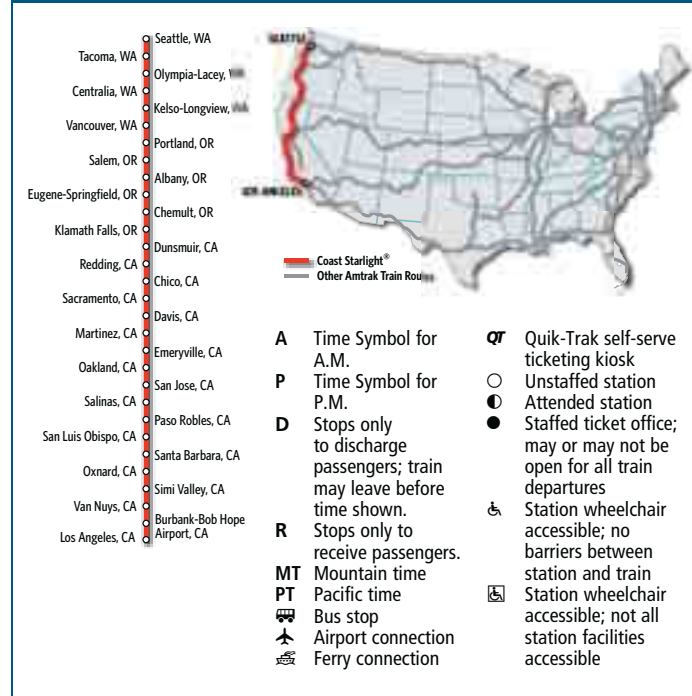 Seattle, WA
Tacoma, WA
Olympia-Lacey, WA
Centralia, WA
Kelso-Longview, WA
Vancouver, WA
Portland, OR
Salem, OR
Albany, OR
Eugene-Springfield, OR
Chemult, OR
Klamath Falls, OR
Dunsmuir, CA
Redding, CA
Chico, CA
Sacramento, CA
Davis, CA
Martinez, CA
Emeryville, CA
Oakland, CA
San Jose, CA
Salinas, CA
Paso Robles, CA
San Luis Obispo, CA
Santa Barbara, CA
Oxnard, CA
Simi Valley, CA
Van Nuys, CA
Burbank-Bob Hope
Airport, CA
Los Angeles, CA
SEATTLE
LOS ANGELES
Coast Starlight®
Other Amtrak Train Routes
A Time Symbol for
A.M.
P Time Symbol for
P.M.
D Stops only
to discharge
passengers; train
may leave before
time shown.
R Stops only to
receive passengers.
MT Mountain time
PT Pacific time
Bus stop
Airport connection
Ferry connection
QT Quik-Trak self-serve
ticketing kiosk
Unstaffed station
Attended station
Staffed ticket office;
may or may not be
open for all train
departures
Station wheelchair
accessible; no
barriers between
station and train
Station wheelchair
accessible; not all
station facilities
accessible